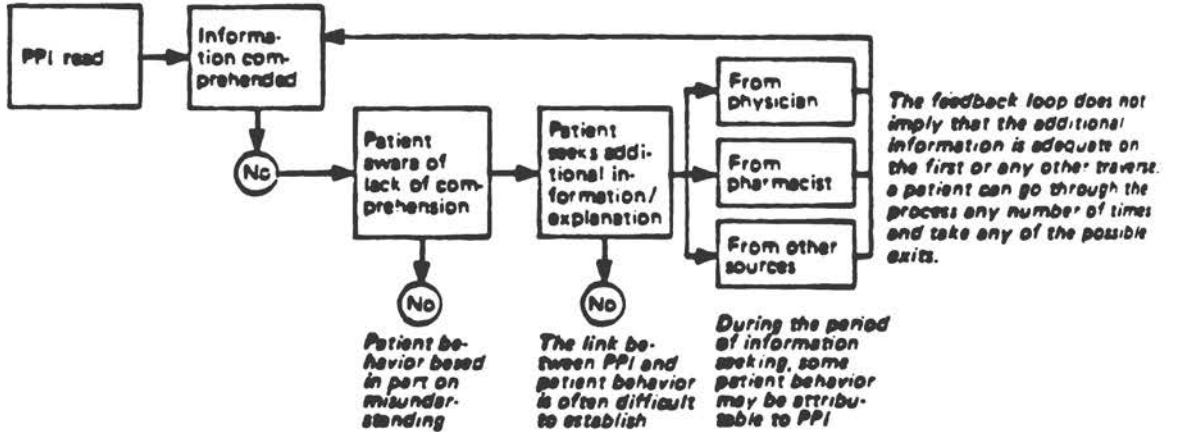 PPI read
Informa-
tion com-
prehended
No
Patient
aware of
lack of com-
prehension
No
Patient be-
havior based
in part on
misunder-
standing
Patient
seeks addi-
tional in-
formation/
explanation
No
The link be-
tween PPI and
patient behavior
is often difficult
to establish
From
physician
From
pharmacist
From other
sources
During the period
of information
seeking, some
patient behavior
may be attribu-
table to PPI
The feedback loop does not
imply that the additional
information is adequate on
the first or any other traverse:
a patient can go through the
process any number of times
and take any of the possible
exits.